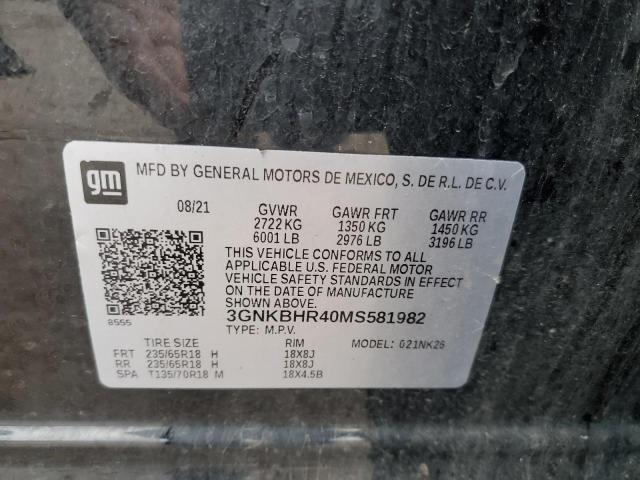 gm
MFD BY GENERAL MOTORS DE MEXICO, S. DE R.L. DE C.V.
08/21 GVWR GAWR FRT GAWR RR
2722 KG 1350 KG 1450 KG
6001 LB 2976 LB 3196 LB
THIS VEHICLE CONFORMS TO ALL
APPLICABLE U.S. FEDERAL MOTOR
VEHICLE SAFETY STANDARDS IN EFFECT
ON THE DATE OF MANUFACTURE
SHOWN ABOVE.
8555
3GNKBHR40MS581982
TYPE: M.P.V.
TIRE SIZE RIM MODEL: 021NK26
FRT 235/65R18 H 18X8J
RR 235/65R18 H 18X8J
SPA T135/70R18 M 18X4.5B